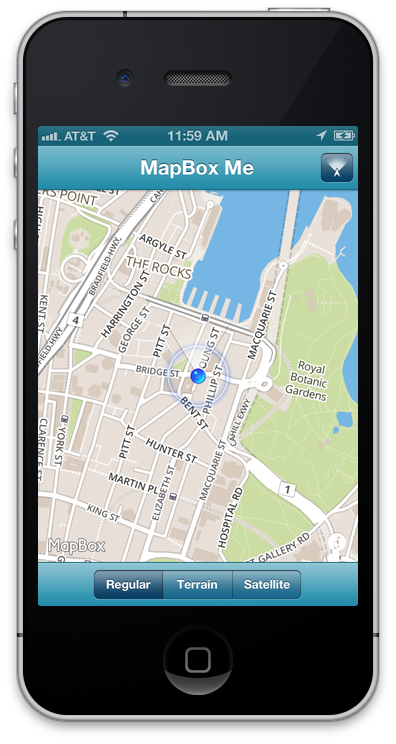 AT&T
11:59 AM
MapBox Me
ARGYLE ST
THE ROCKS
BRADFIELD HWY
HARRINGTON ST
GEORGE ST
KENT ST
4
PITT ST
YOUNG ST
MACQUARIE ST
BRIDGE ST
PHILLIP ST
Royal
Botanic
Gardens
BENT ST
CAHILL EXWY
YORK ST
CLARENCE ST
PITT ST
HUNTER ST
MACQUARIE ST
MARTIN PL
ELIZABETH ST
1
HOSPITAL RD
KING ST
GALLERY RD
MapBox
Regular
Terrain
Satellite